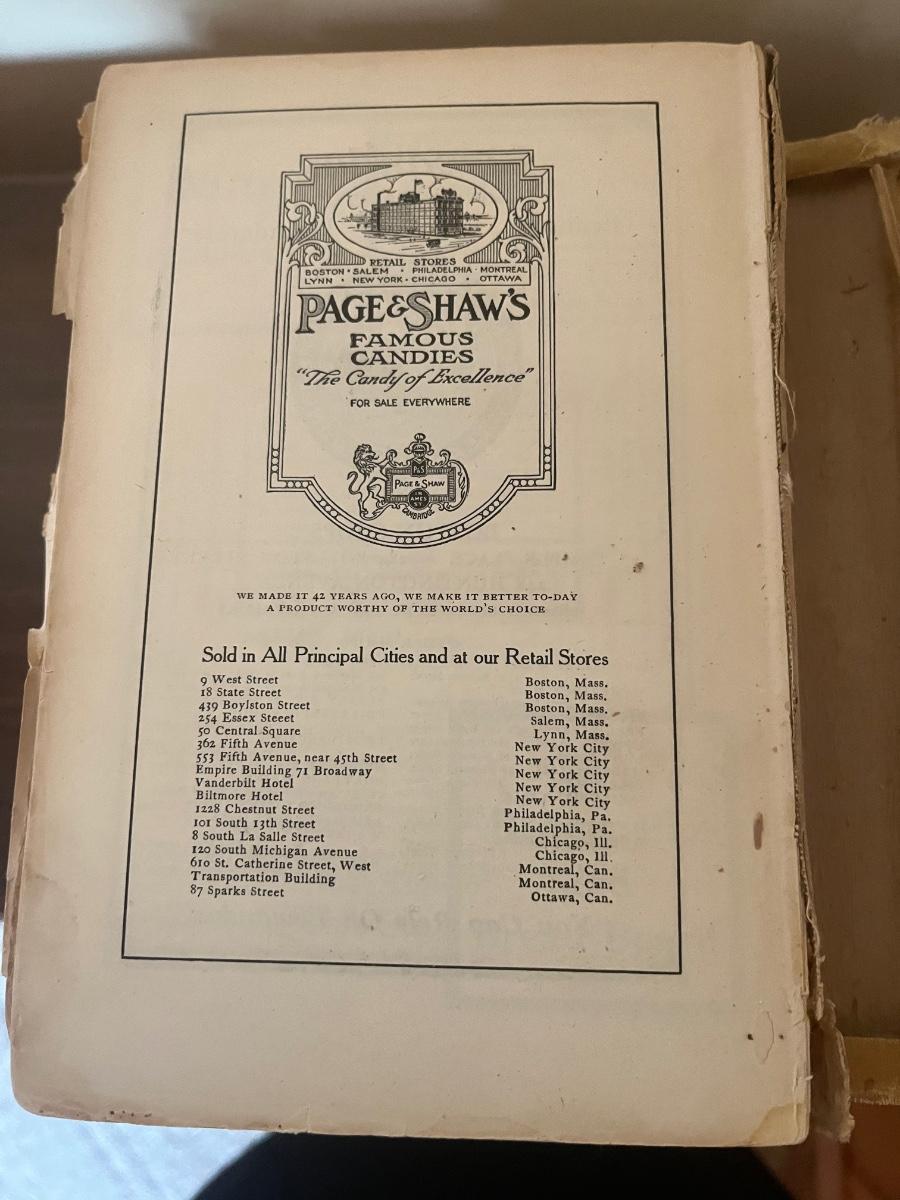 RETAIL STORES
BOSTON · SALEM · PHILADELPHIA · MONTREAL
LYNN · NEW YORK · CHICAGO · OTTAWA
PAGE & SHAW'S
FAMOUS
CANDIES
"The Candy of Excellence"
FOR SALE EVERYWHERE
P&S
PAGE & SHAW
AMES
ST
CAMBRIDGE
WE MADE IT 42 YEARS AGO, WE MAKE IT BETTER TO-DAY
A PRODUCT WORTHY OF THE WORLD'S CHOICE
Sold in All Principal Cities and at our Retail Stores
9 West Street Boston, Mass.
18 State Street Boston, Mass.
439 Boylston Street Boston, Mass.
254 Essex Steeet Salem, Mass.
50 Central Square Lynn, Mass.
362 Fifth Avenue New York City
553 Fifth Avenue, near 45th Street New York City
Empire Building 71 Broadway New York City
Vanderbilt Hotel New York City
Biltmore Hotel New York City
1228 Chestnut Street Philadelphia, Pa.
101 South 13th Street Philadelphia, Pa.
8 South La Salle Street Chicago, Ill.
120 South Michigan Avenue Chicago, Ill.
610 St. Catherine Street, West Montreal, Can.
Transportation Building Montreal, Can.
87 Sparks Street Ottawa, Can.